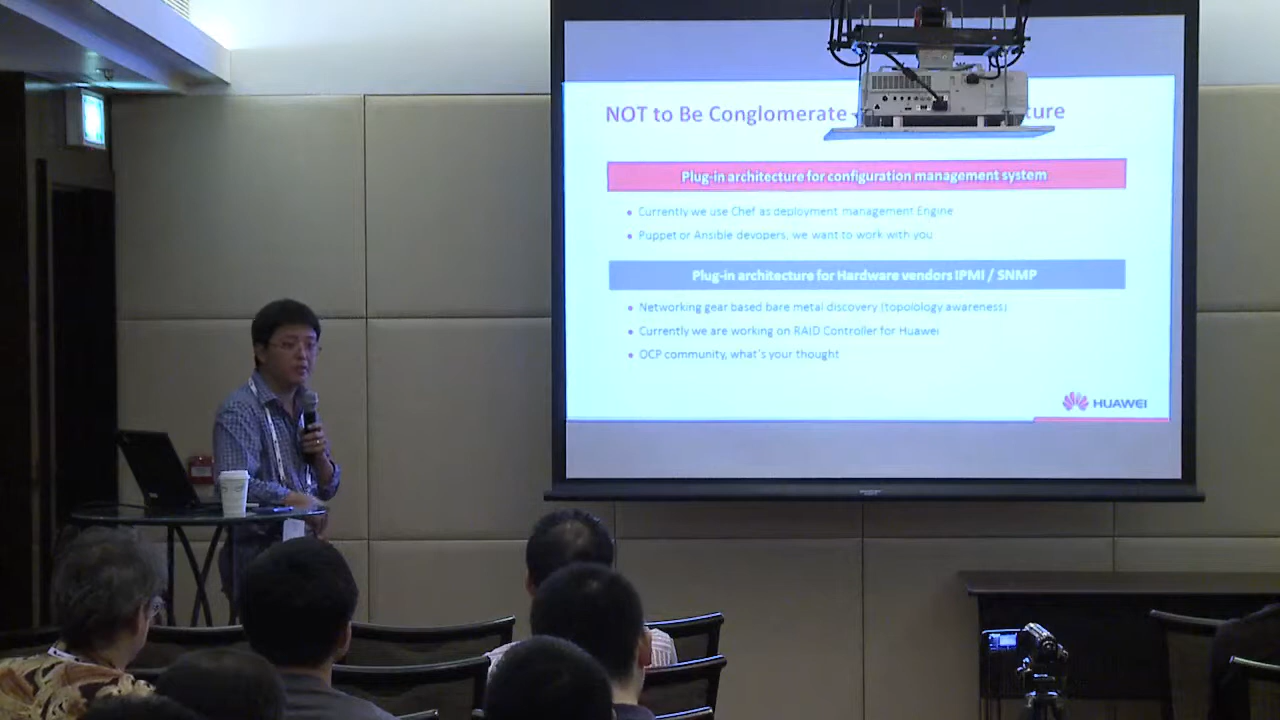 NOT to Be Conglomerate ture
Plug-in architecture for configuration management system
Currently we use Chef as deployment management Engine
Puppet or Ansible devopers, we want to work with you
Plug-in architecture for Hardware vendors IPMI / SNMP
Networking gear based bare metal discovery (topolology awareness)
Currently we are working on RAID Controller for Huawei
OCP community, what's your thought
HUAWEI